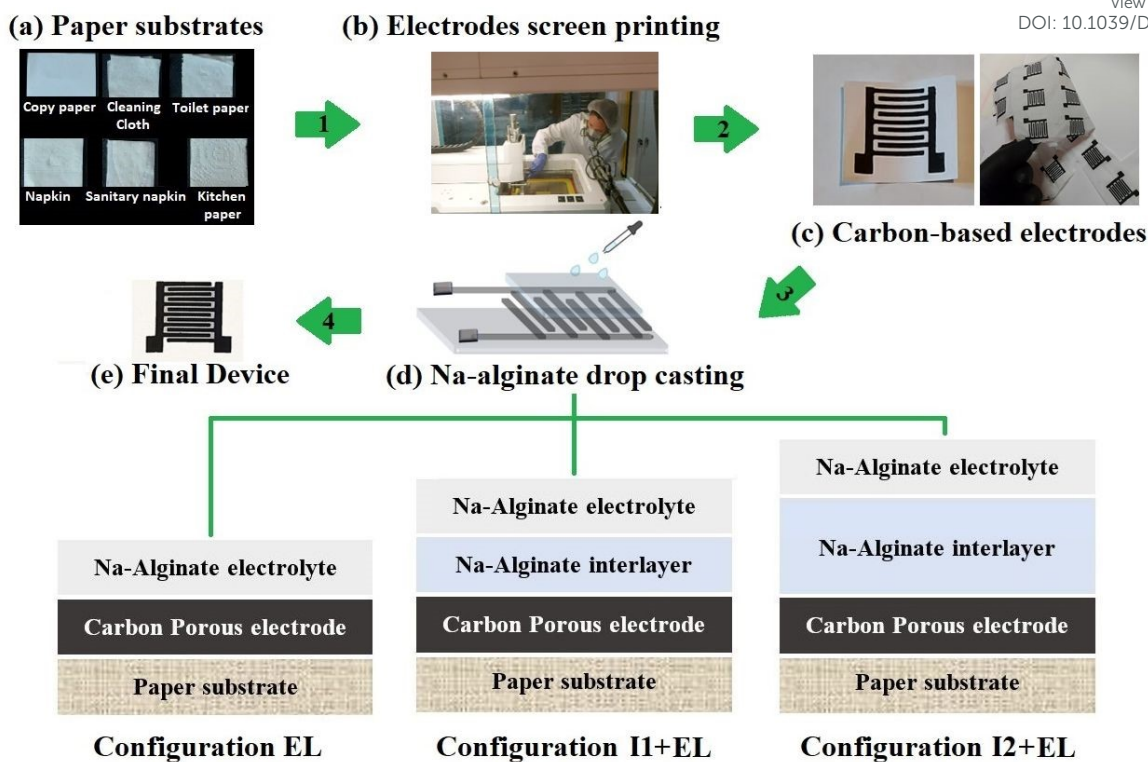 View
DOI: 10.1039/D
(a) Paper substrates
(b) Electrodes screen printing
Copy paper
Cleaning
Cloth
Toilet paper
Napkin
Sanitary napkin
Kitchen
paper
1
2
(c) Carbon-based electrodes
3
4
(e) Final Device
(d) Na-alginate drop casting
Na-Alginate electrolyte
Carbon Porous electrode
Paper substrate
Configuration EL
Na-Alginate electrolyte
Na-Alginate interlayer
Carbon Porous electrode
Paper substrate
Configuration I1+EL
Na-Alginate electrolyte
Na-Alginate interlayer
Carbon Porous electrode
Paper substrate
Configuration I2+EL